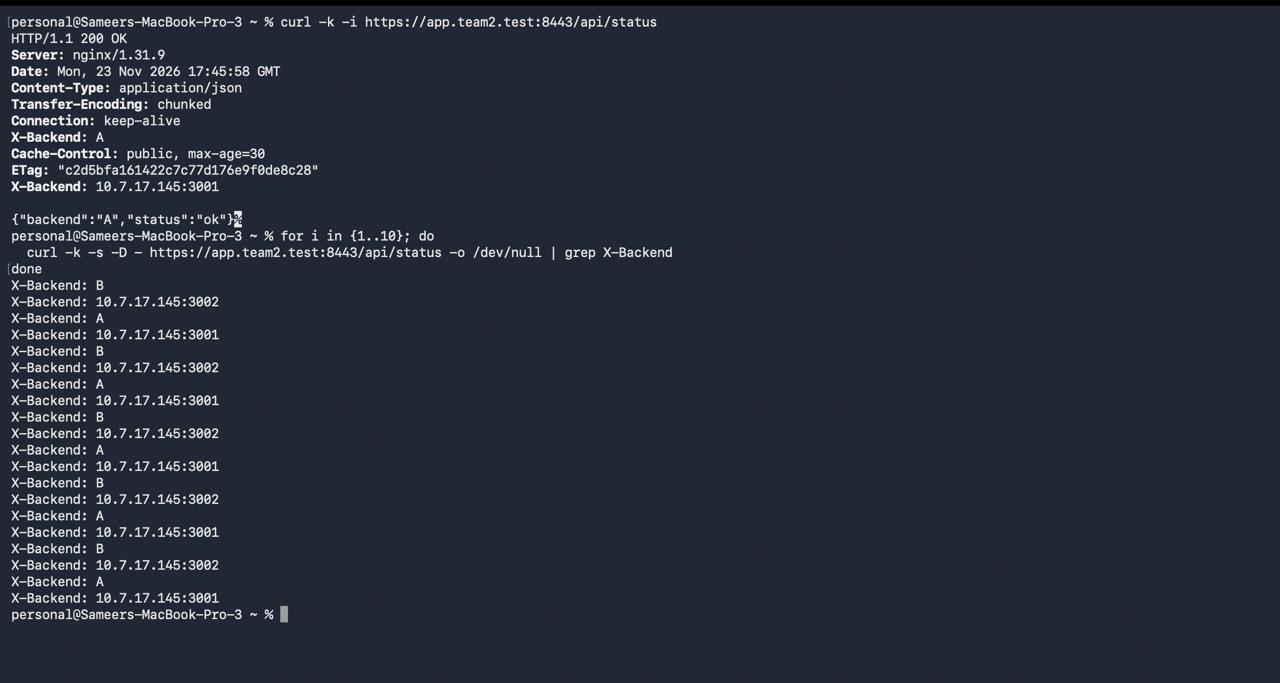 [personal@Sameers-MacBook-Pro-3 ~ % curl -k -i https://app.team2.test:8443/api/status
HTTP/1.1 200 OK
Server: nginx/1.31.9
Date: Mon, 23 Nov 2026 17:45:58 GMT
Content-Type: application/json
Transfer-Encoding: chunked
Connection: keep-alive
X-Backend: A
Cache-Control: public, max-age=30
ETag: "c2d5bfa161422c7c77d176e9f0de8c28"
X-Backend: 10.7.17.145:3001
{"backend":"A","status":"ok"}%
personal@Sameers-MacBook-Pro-3 ~ % for i in {1..10}; do
  curl -k -s -D - https://app.team2.test:8443/api/status -o /dev/null | grep X-Backend
[done
X-Backend: B
X-Backend: 10.7.17.145:3002
X-Backend: A
X-Backend: 10.7.17.145:3001
X-Backend: B
X-Backend: 10.7.17.145:3002
X-Backend: A
X-Backend: 10.7.17.145:3001
X-Backend: B
X-Backend: 10.7.17.145:3002
X-Backend: A
X-Backend: 10.7.17.145:3001
X-Backend: B
X-Backend: 10.7.17.145:3002
X-Backend: A
X-Backend: 10.7.17.145:3001
X-Backend: B
X-Backend: 10.7.17.145:3002
X-Backend: A
X-Backend: 10.7.17.145:3001
personal@Sameers-MacBook-Pro-3 ~ %